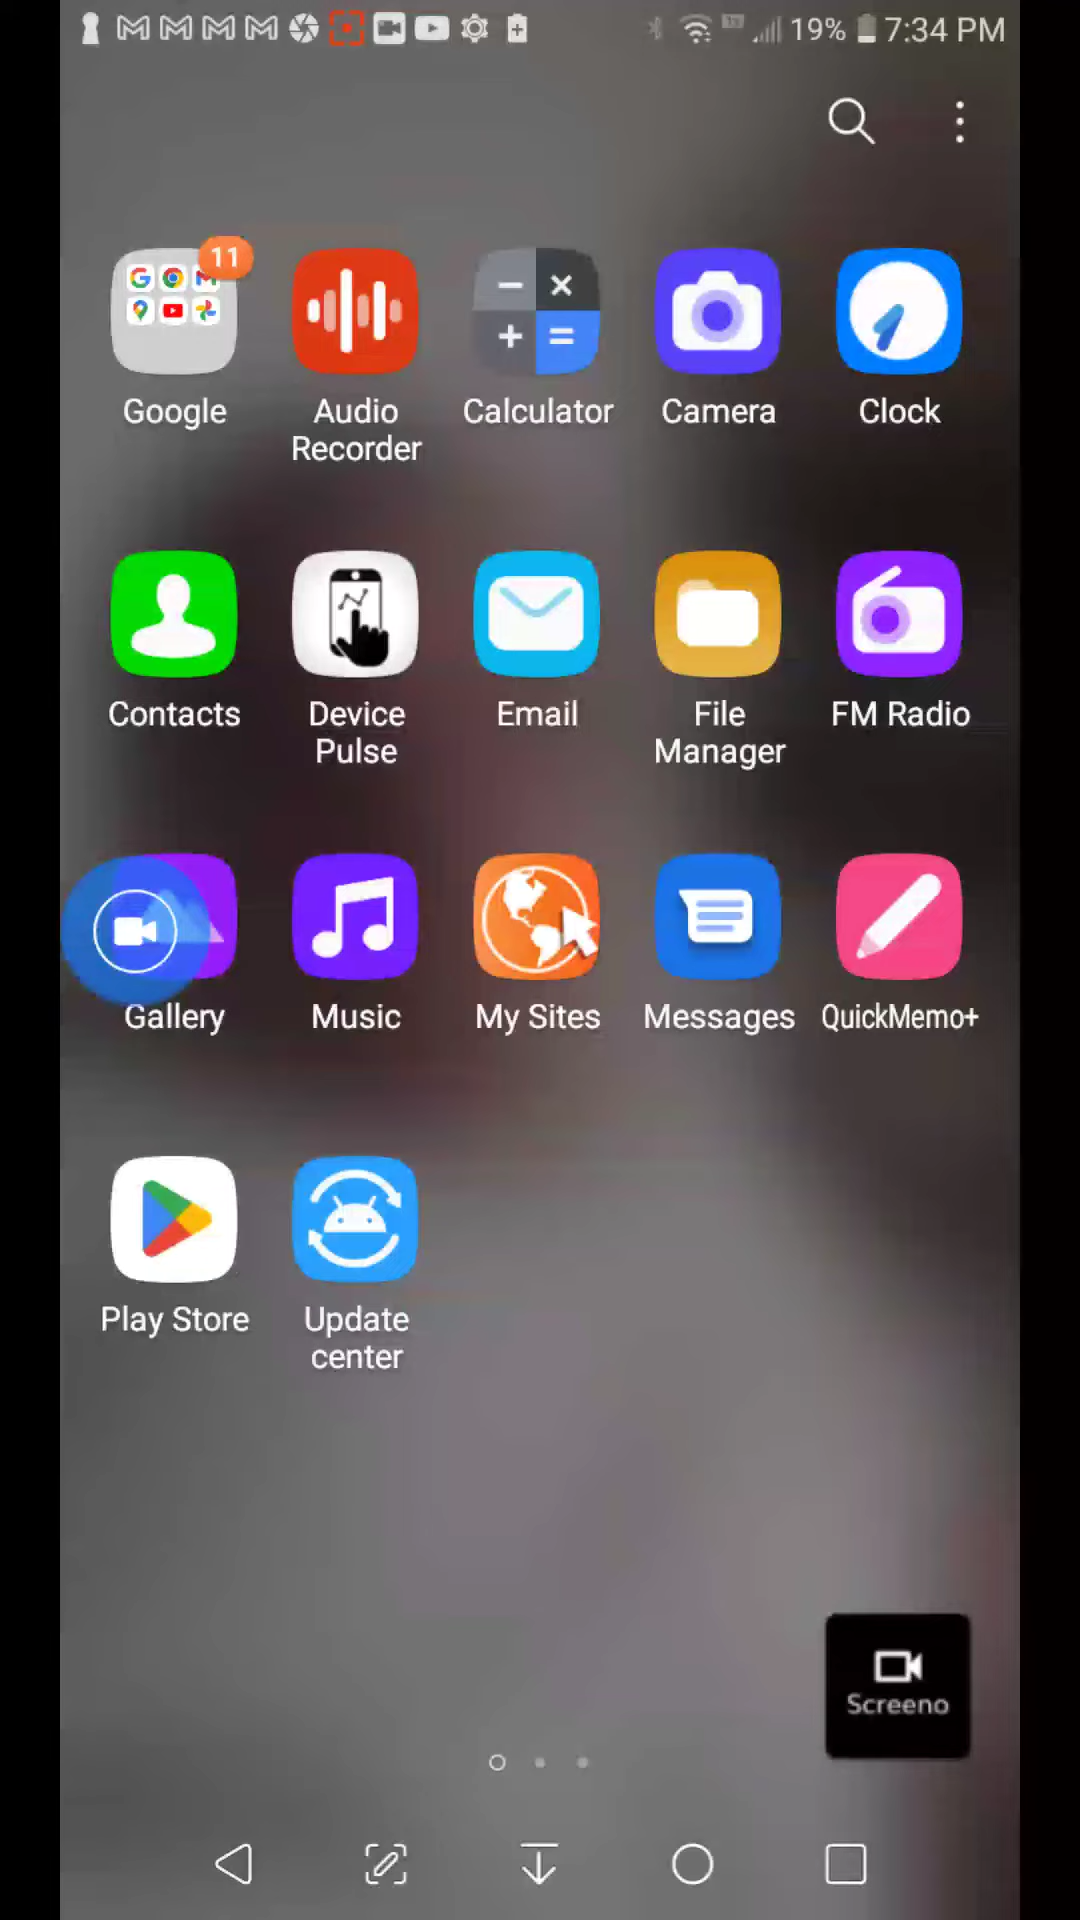 19% 7:34 PM
11
Google
Audio
Recorder
Calculator
Camera
Clock
Contacts
Device
Pulse
Email
File
Manager
FM Radio
Gallery
Music
My Sites
Messages
QuickMemo+
Play Store
Update
center
Screeno